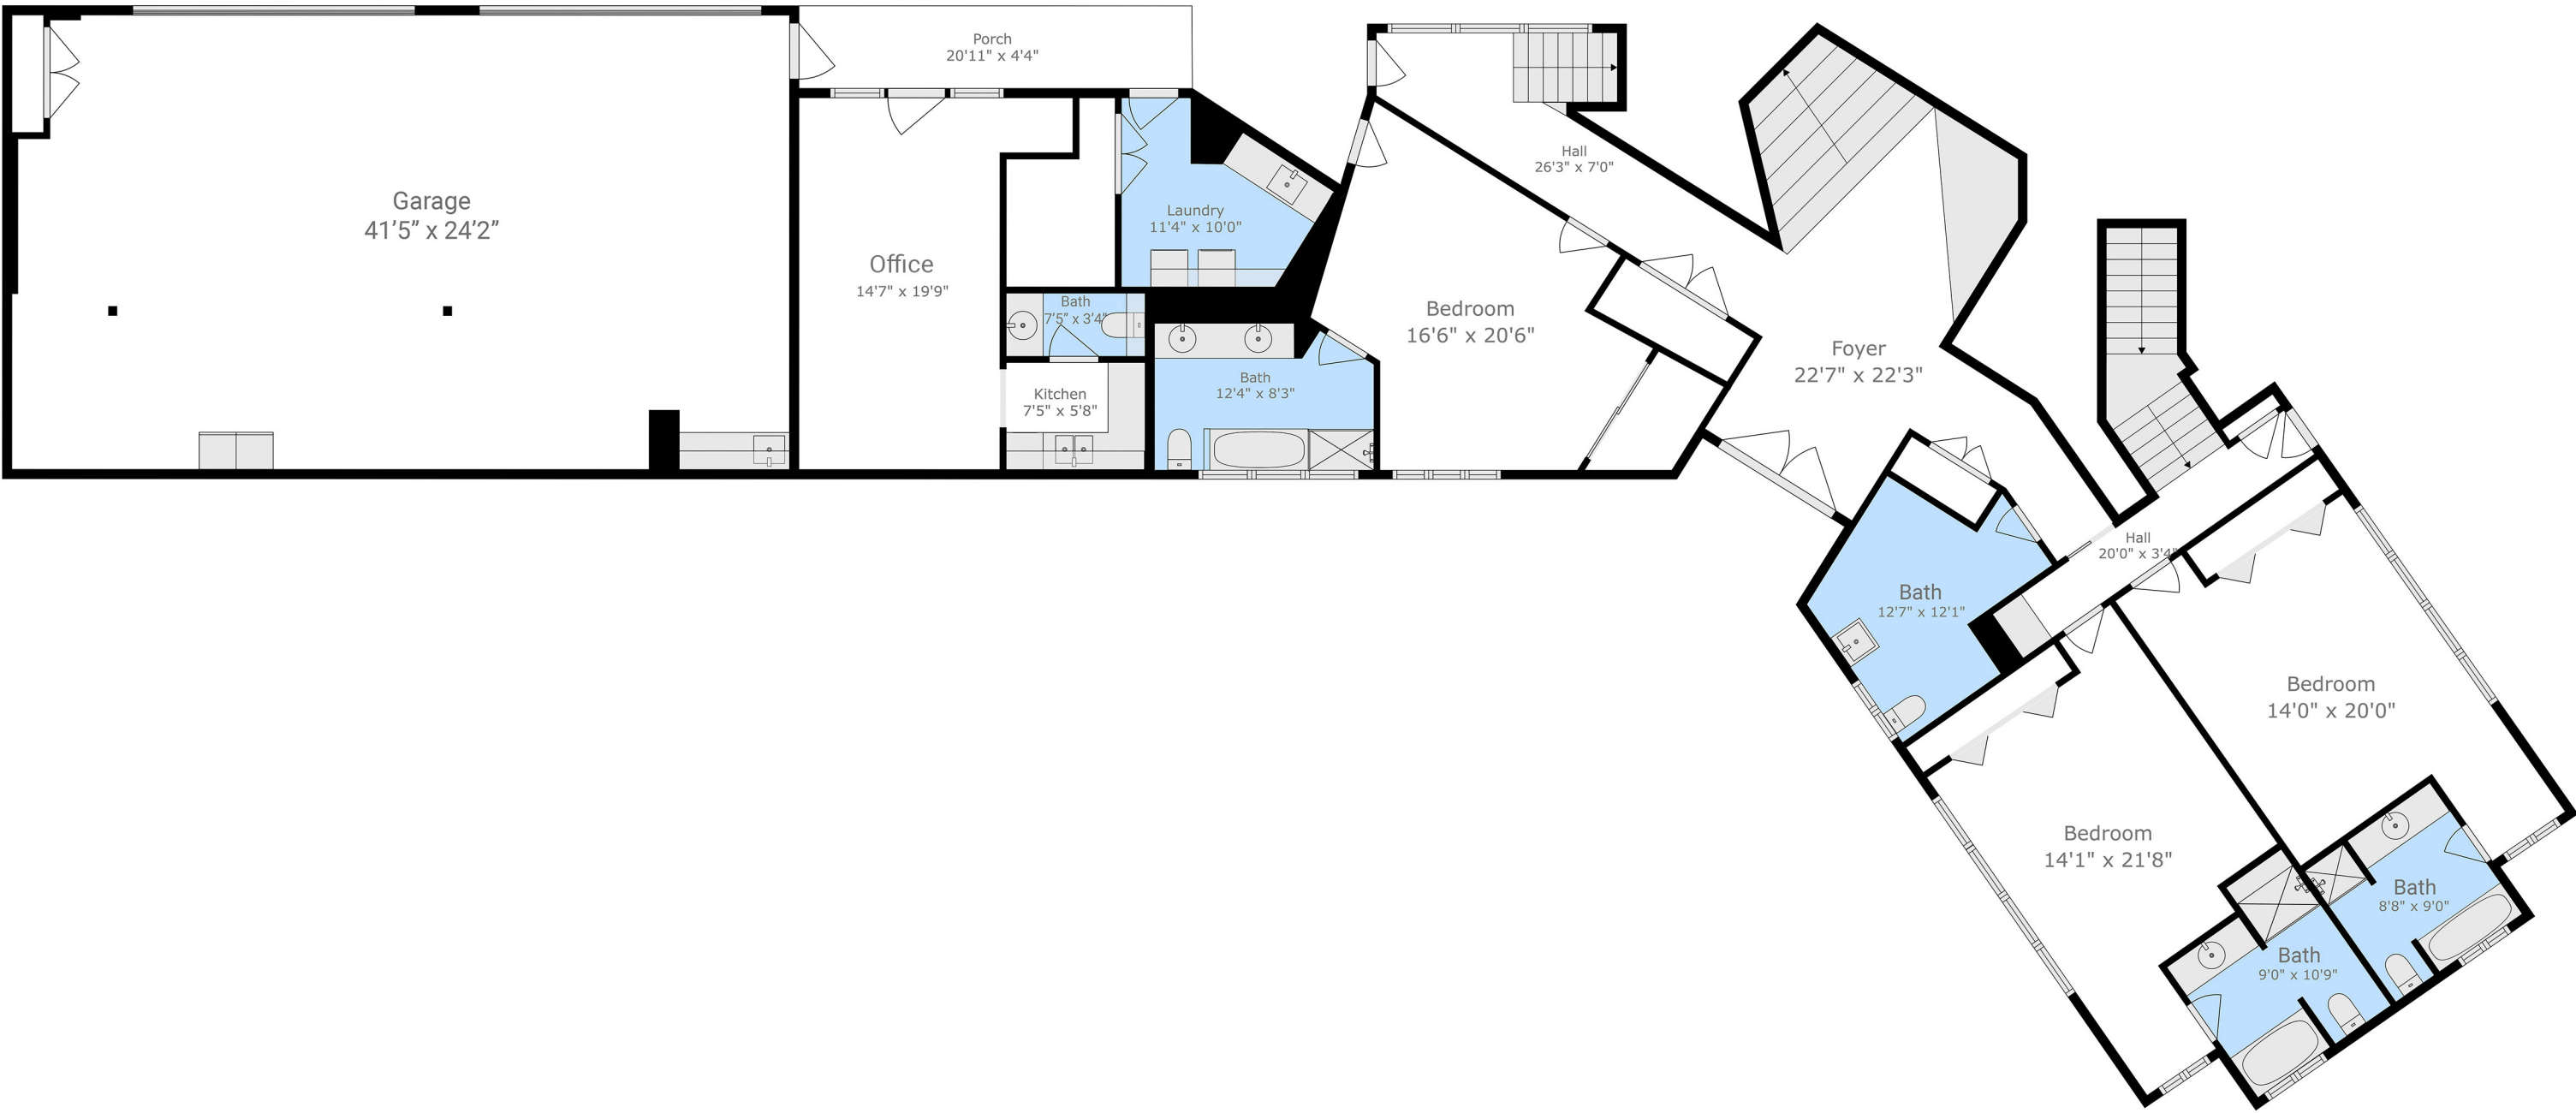 Porch
20'11" x 4'4"
Garage
41’5” x 24’2”
Office
14'7" x 19'9"
Laundry
11'4" x 10'0"
Bath
7'5" x 3'4"
Kitchen
7'5" x 5'8"
Bath
12'4" x 8'3"
Bedroom
16'6" x 20'6"
Hall
26'3" x 7'0"
Foyer
22'7" x 22'3"
Hall
20'0" x 3'4"
Bath
12'7" x 12'1"
Bedroom
14'0" x 20'0"
Bedroom
14'1" x 21'8"
Bath
8'8" x 9'0"
Bath
9'0" x 10'9"